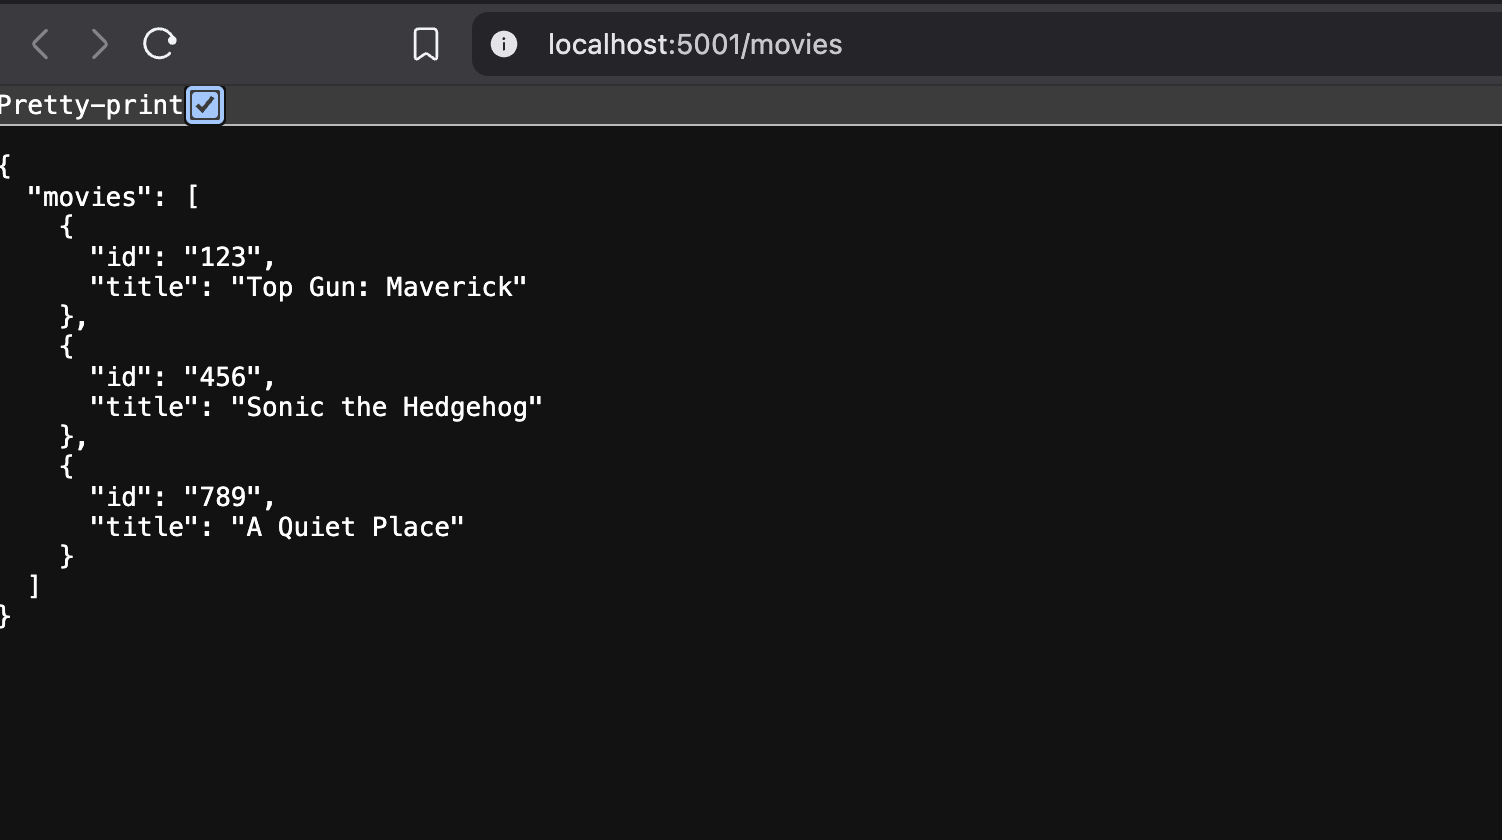 localhost:5001/movies
Pretty-print
{
  "movies": [
    {
      "id": "123",
      "title": "Top Gun: Maverick"
    },
    {
      "id": "456",
      "title": "Sonic the Hedgehog"
    },
    {
      "id": "789",
      "title": "A Quiet Place"
    }
  ]
}